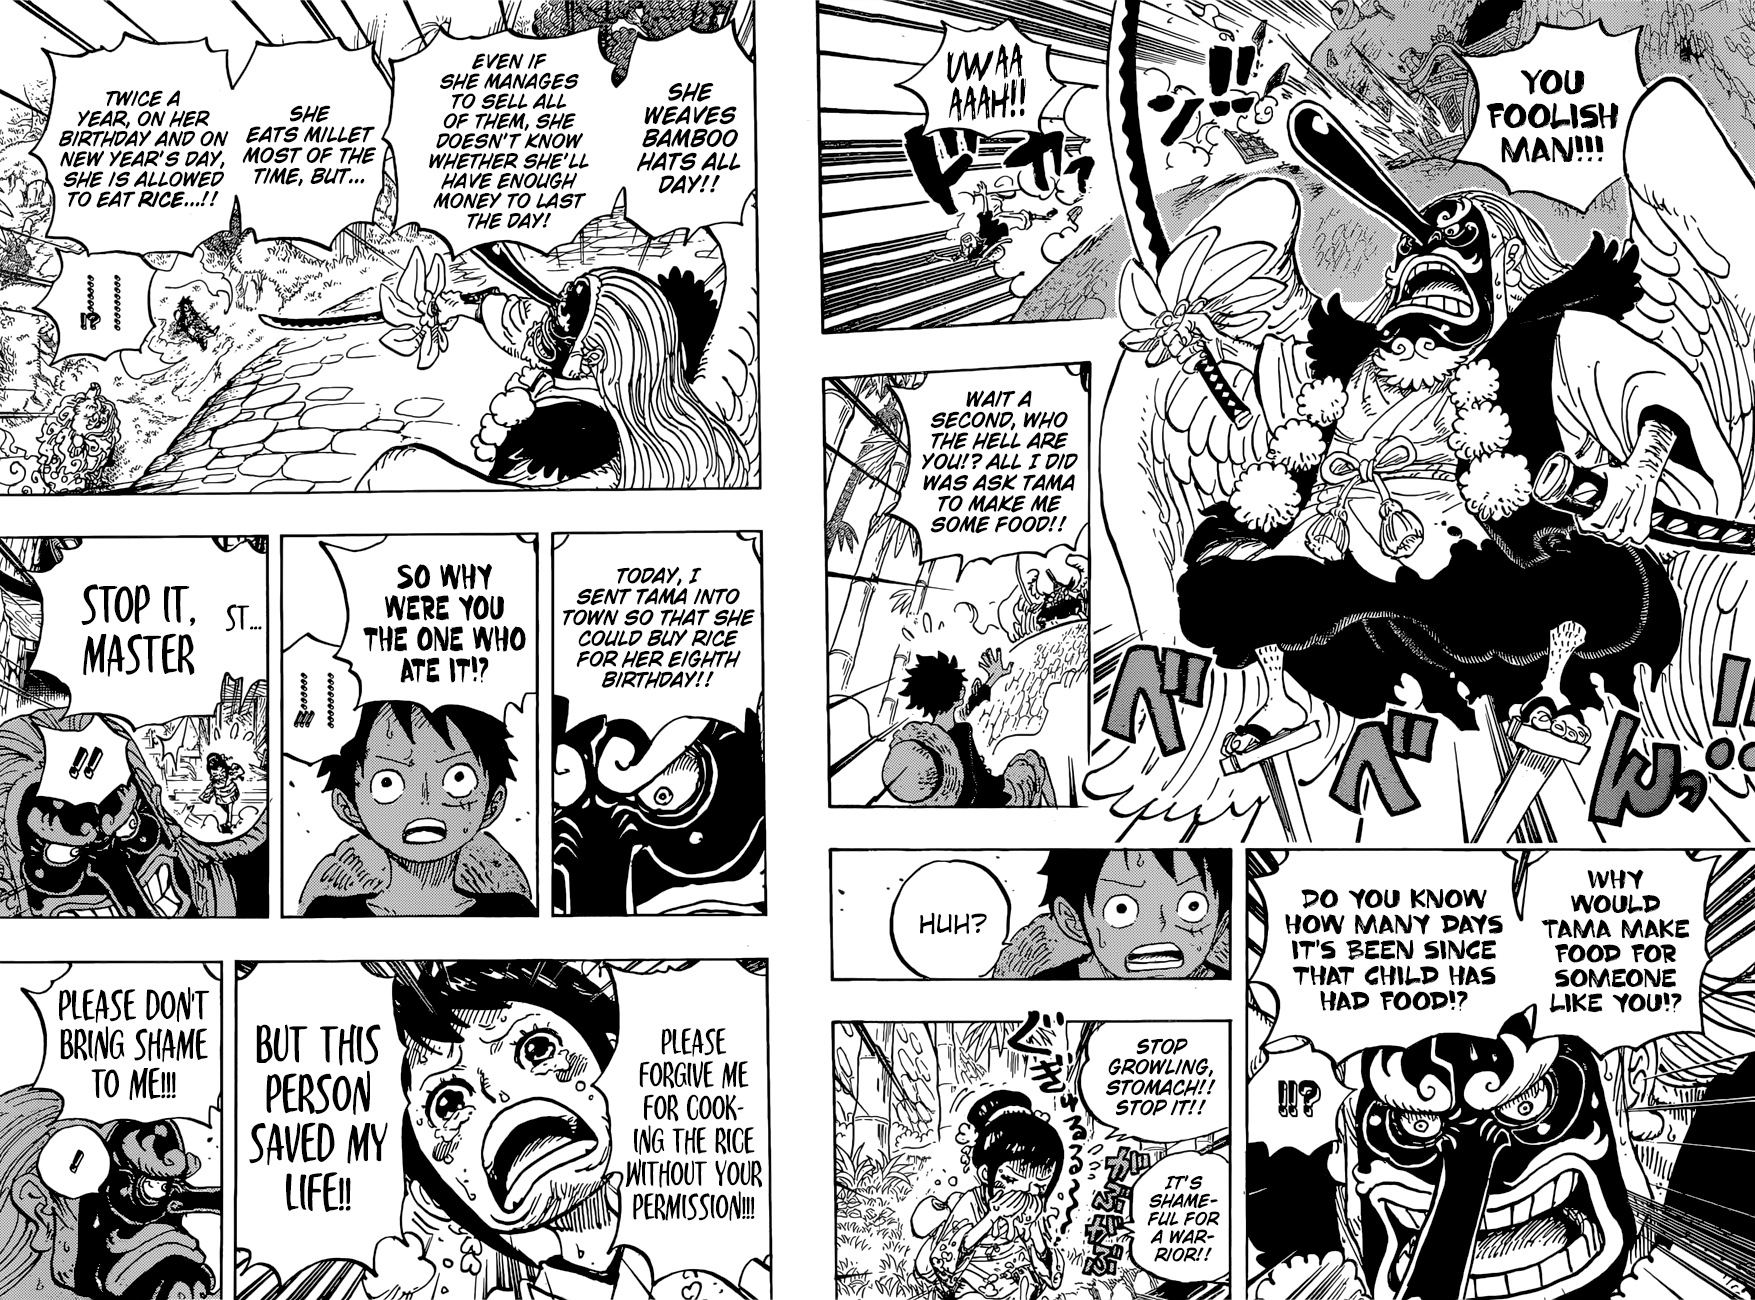 YOU
FOOLISH
MAN!!!
UWAA
AAAH!!
ドカッ
ン!!
べべんっ!!
WAIT A
SECOND, WHO
THE HELL ARE
YOU!? ALL I DID
WAS ASK TAMA
TO MAKE ME
SOME FOOD!!
WHY
WOULD
TAMA MAKE
FOOD FOR
SOMEONE
LIKE YOU!?
DO YOU KNOW
HOW MANY DAYS
IT'S BEEN SINCE
THAT CHILD HAS
HAD FOOD!?
!!?
HUH?
STOP
GROWLING,
STOMACH!!
STOP IT!!
IT'S
SHAME-
FUL FOR
A WAR-
RIOR!!
SHE
WEAVES
BAMBOO
HATS ALL
DAY!!
EVEN IF
SHE MANAGES
TO SELL ALL
OF THEM, SHE
DOESN'T KNOW
WHETHER SHE'LL
HAVE ENOUGH
MONEY TO LAST
THE DAY!
SHE
EATS MILLET
MOST OF THE
TIME, BUT...
TWICE A
YEAR, ON HER
BIRTHDAY AND ON
NEW YEAR'S DAY,
SHE IS ALLOWED
TO EAT RICE...!!
..................!?
TODAY, I
SENT TAMA INTO
TOWN SO THAT SHE
COULD BUY RICE
FOR HER EIGHTH
BIRTHDAY!!
SO WHY
WERE YOU
THE ONE WHO
ATE IT!?
..................!!!
ST...
STOP IT,
MASTER
!!
PLEASE
FORGIVE ME
FOR COOK-
ING THE RICE
WITHOUT YOUR
PERMISSION!!!
BUT THIS
PERSON
SAVED MY
LIFE!!
PLEASE DON'T
BRING SHAME
TO ME!!!
!